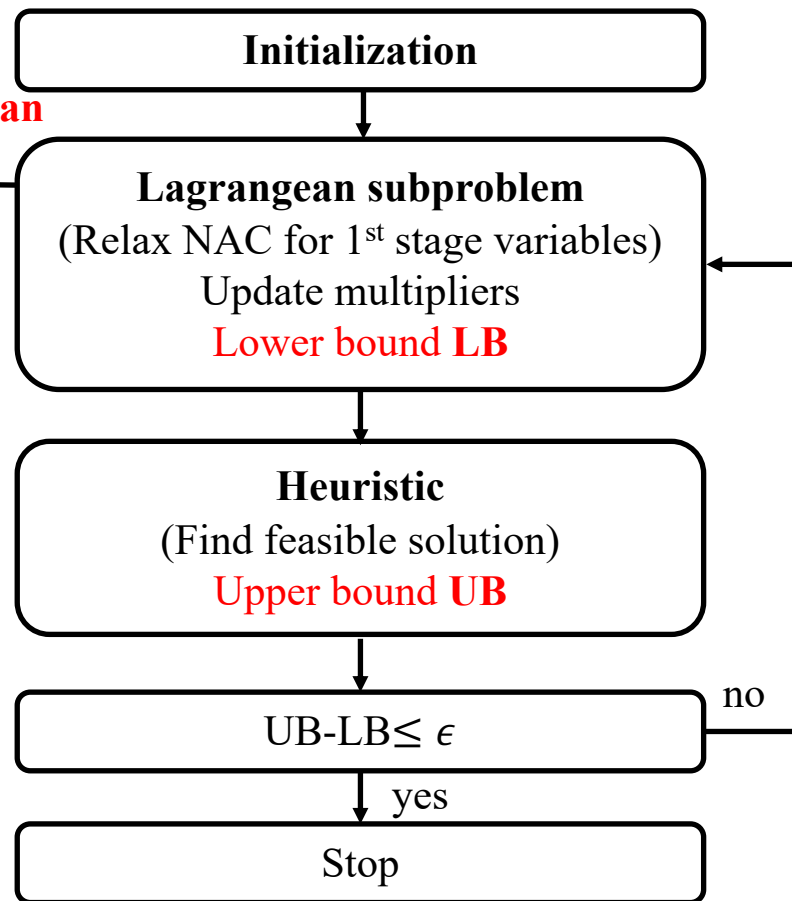 Initialization
an
Lagrangean subproblem
(Relax NAC for 1st stage variables)
Update multipliers
Lower bound LB
Heuristic
(Find feasible solution)
Upper bound UB
UB-LB≤ ϵ
no
yes
Stop